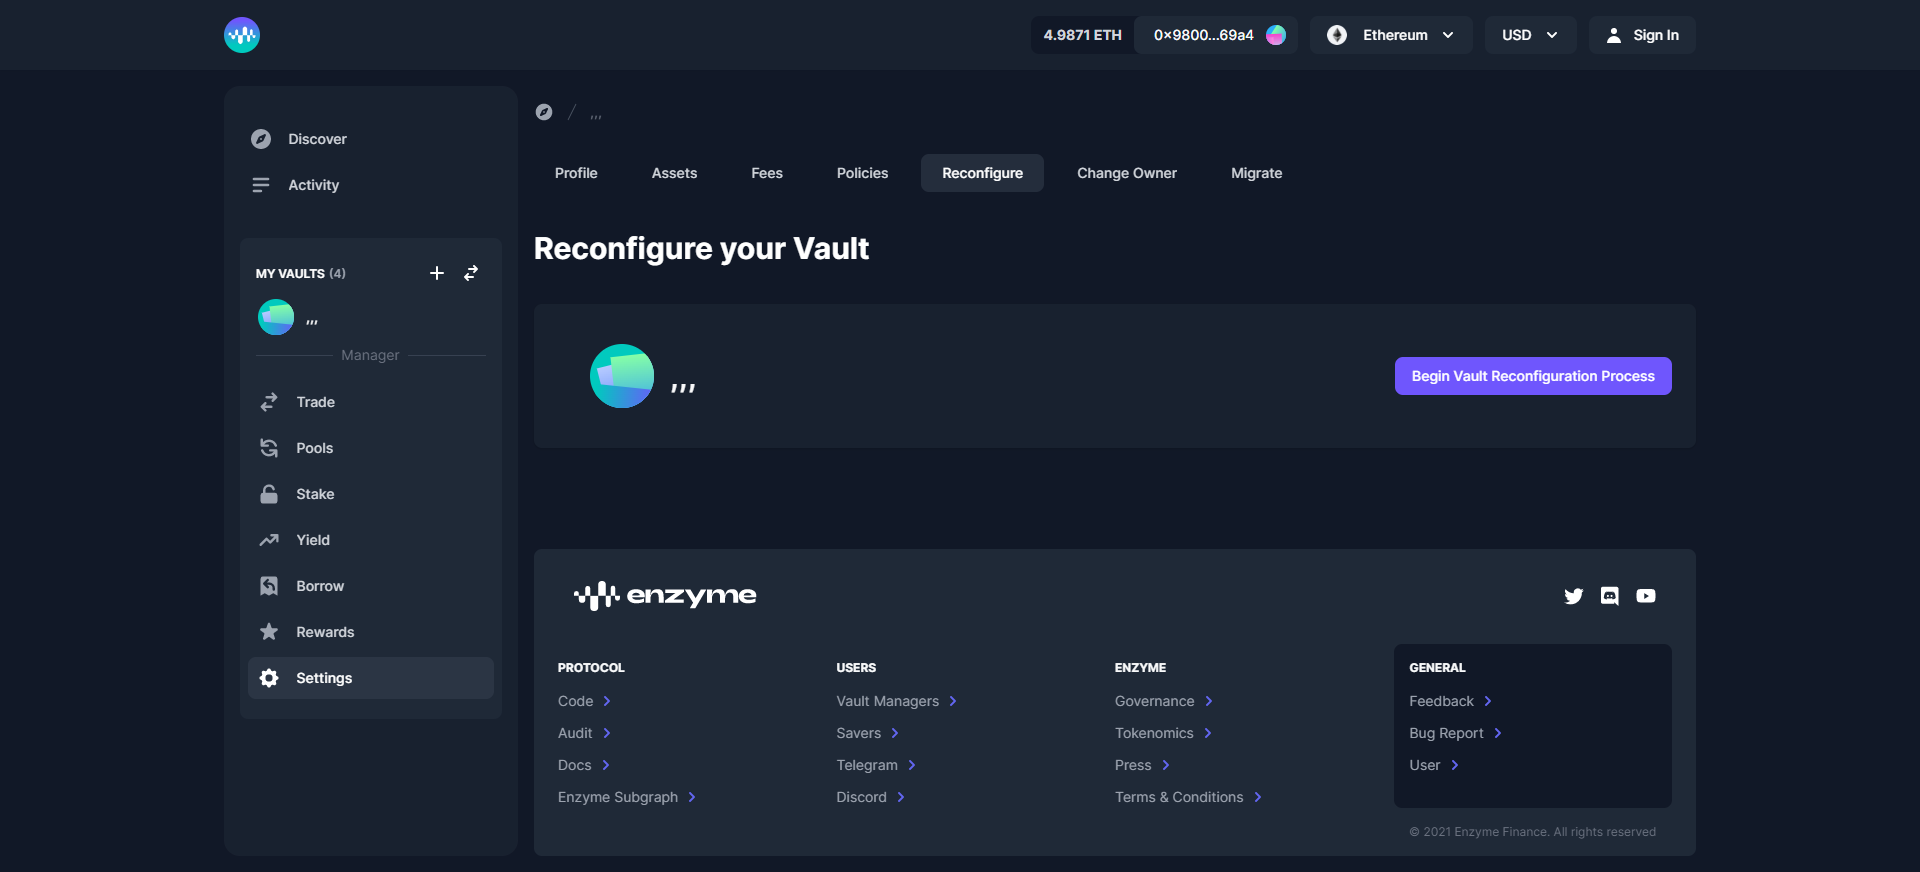 4.9871 ETH 0×9800...69a4 Ethereum USD Sign In
Discover
Activity
MY VAULTS (4)
,,,
Manager
Trade
Pools
Stake
Yield
Borrow
Rewards
Settings
/ ,,,
Profile Assets Fees Policies Reconfigure Change Owner Migrate
Reconfigure your Vault
,,,
Begin Vault Reconfiguration Process
enzyme
PROTOCOL
Code
Audit
Docs
Enzyme Subgraph
USERS
Vault Managers
Savers
Telegram
Discord
ENZYME
Governance
Tokenomics
Press
Terms & Conditions
GENERAL
Feedback
Bug Report
User
© 2021 Enzyme Finance. All rights reserved